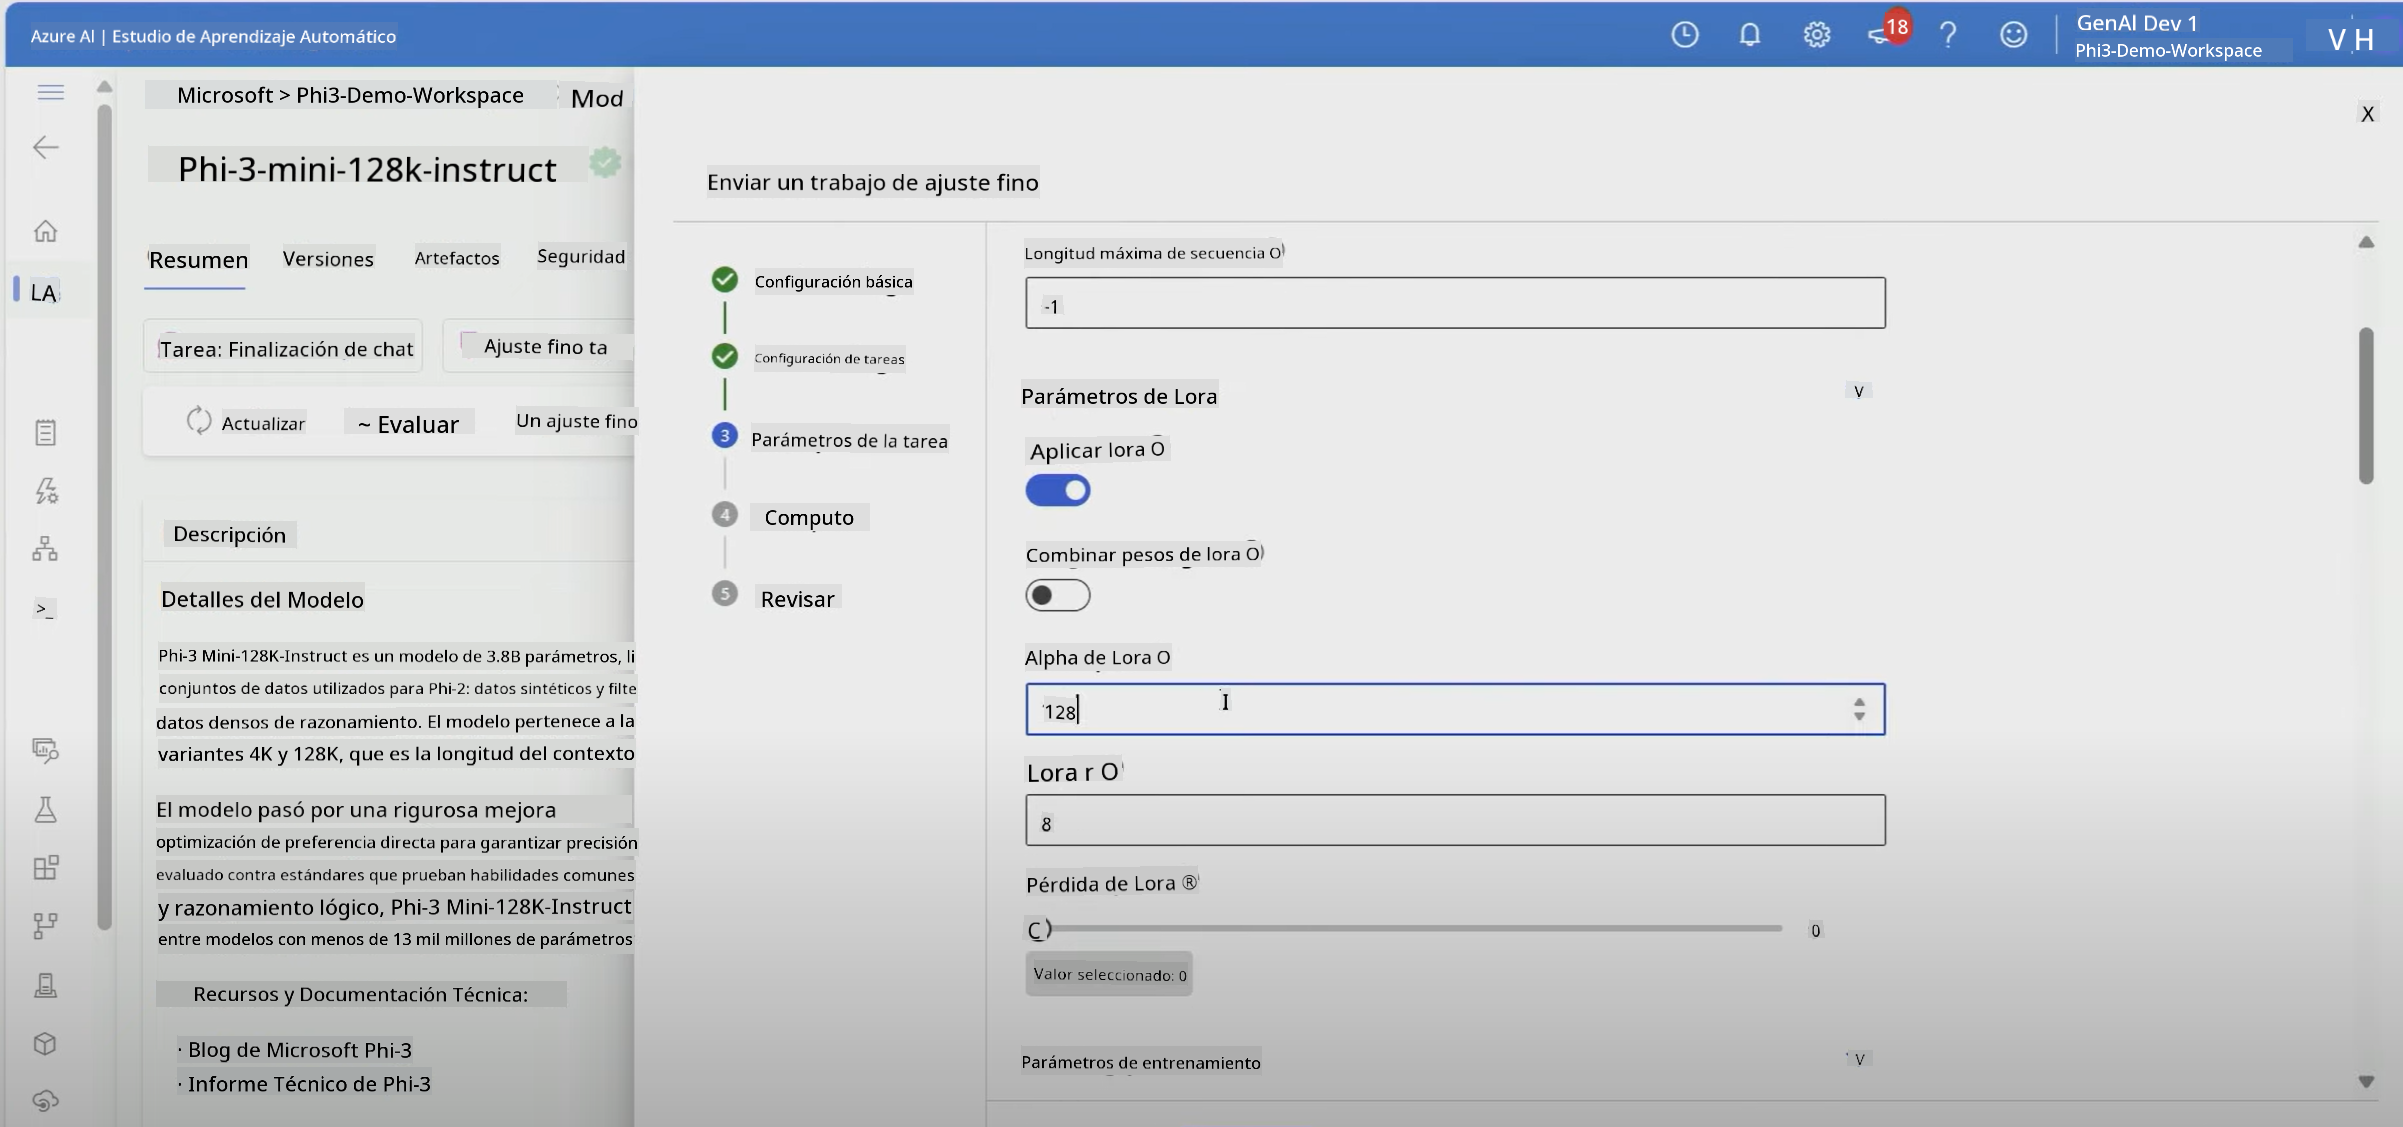 Azure AI | Estudio de Aprendizaje Automático
18
GenAI Dev 1
Phi3-Demo-Workspace
V H
Microsoft > Phi3-Demo-Workspace
Mod
X
Phi-3-mini-128k-instruct
Resumen
Versiones
Artefactos
Seguridad
LA
Tarea: Finalización de chat
Ajuste fino ta
Actualizar
~ Evaluar
Un ajuste fino
Descripción
Detalles del Modelo
>_
Phi-3 Mini-128K-Instruct es un modelo de 3.8B parámetros, li
conjuntos de datos utilizados para Phi-2: datos sintéticos y filte
datos densos de razonamiento. El modelo pertenece a la
variantes 4K y 128K, que es la longitud del contexto
El modelo pasó por una rigurosa mejora
optimización de preferencia directa para garantizar precisión
evaluado contra estándares que prueban habilidades comunes
y razonamiento lógico, Phi-3 Mini-128K-Instruct
entre modelos con menos de 13 mil millones de parámetros
Recursos y Documentación Técnica:
· Blog de Microsoft Phi-3
· Informe Técnico de Phi-3
Enviar un trabajo de ajuste fino
Configuración básica
Configuración de tareas
3 Parámetros de la tarea
4 Computo
5 Revisar
Longitud máxima de secuencia O
-1
Parámetros de Lora V
Aplicar lora O
Combinar pesos de lora O
Alpha de Lora O
128
Lora r O
8
Pérdida de Lora ®
C 0
Valor seleccionado: 0
Parámetros de entrenamiento V